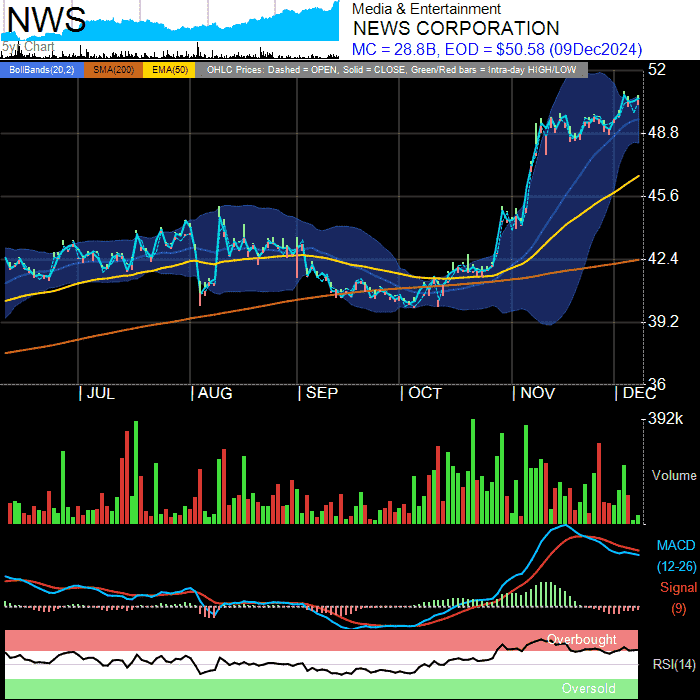 NWS
5yr Chart
Media & Entertainment
NEWS CORPORATION
MC = 28.8B, EOD = $50.58 (09Dec2024)
BollBands(20,2) SMA(200) EMA(50) OHLC Prices: Dashed = OPEN, Solid = CLOSE, Green/Red bars = Intra-day HIGH/LOW
52
48.8
45.6
42.4
39.2
36
JUL AUG SEP OCT NOV DEC
392k
Volume
MACD
(12-26)
Signal
(9)
Overbought
RSI(14)
Oversold